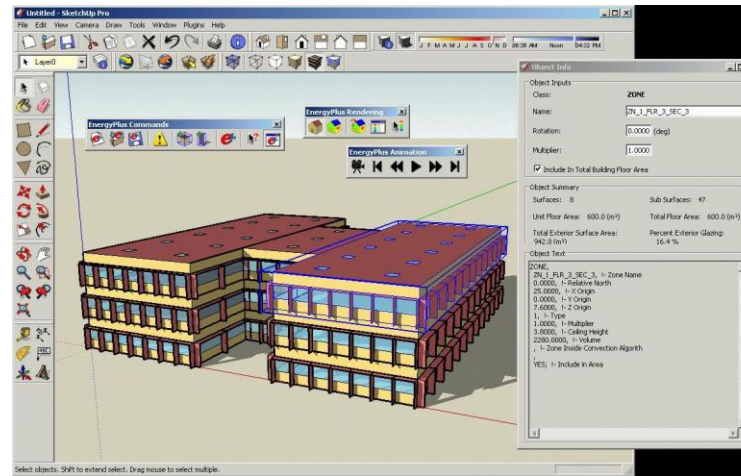 Untitled - SketchUp Pro
File Edit View Camera Draw Tools Window Plugins Help
J F M A M J J A S O N D 06:38 AM Noon 04:32 PM
Layer0
EnergyPlus Commands
EnergyPlus Rendering
EnergyPlus Animation
ABC
Object Info
Object Inputs
Class: ZONE
Name: ZN_1_FLR_3_SEC_3
Rotation: 0.0000 (deg)
Multiplier: 1.0000
Include In Total Building Floor Area
Object Summary
Surfaces: 8 Sub Surfaces: 47
Unit Floor Area: 600.0 (m²) Total Floor Area: 600.0 (m²)
Total Exterior Surface Area: Percent Exterior Glazing:
942.0 (m²) 16.4 %
Object Text
ZONE,
ZN_1_FLR_3_SEC_3, !- Zone Name
0.0000, !- Relative North
25.0000, !- X Origin
0.0000, !- Y Origin
7.6000, !- Z Origin
1, !- Type
1.0000, !- Multiplier
3.8000, !- Ceiling Height
2280.0000, !- Volume
, !- Zone Inside Convection Algorith
,
YES; !- Include in Area
Select objects. Shift to extend select. Drag mouse to select multiple.